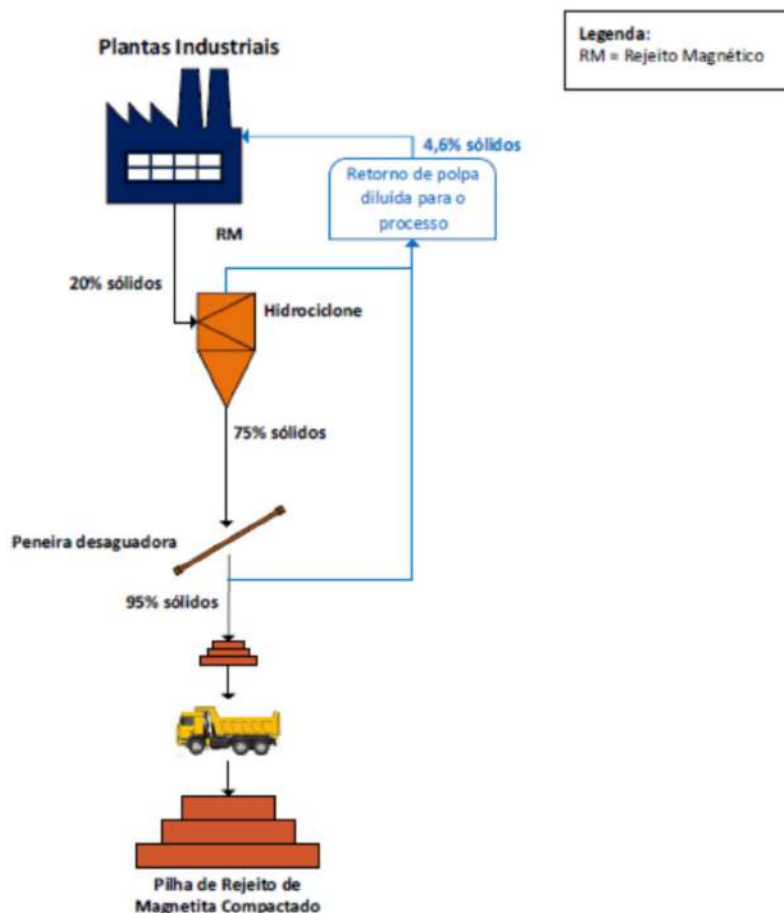 Legenda:
RM = Rejeito Magnético
Plantas Industriais
4,6% sólidos
Retorno de polpa
diluída para o
processo
RM
20% sólidos
Hidrociclone
75% sólidos
Peneira desaguadora
95% sólidos
Pilha de Rejeito de
Magnetita Compactado